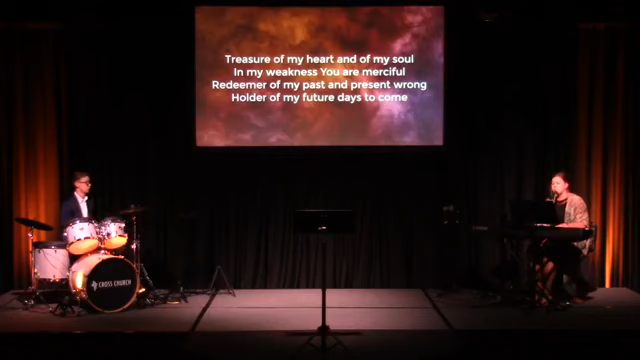 Treasure of my heart and of my soul
In my weakness You are merciful
Redeemer of my past and present wrong
Holder of my future days to come
CROSS CHURCH